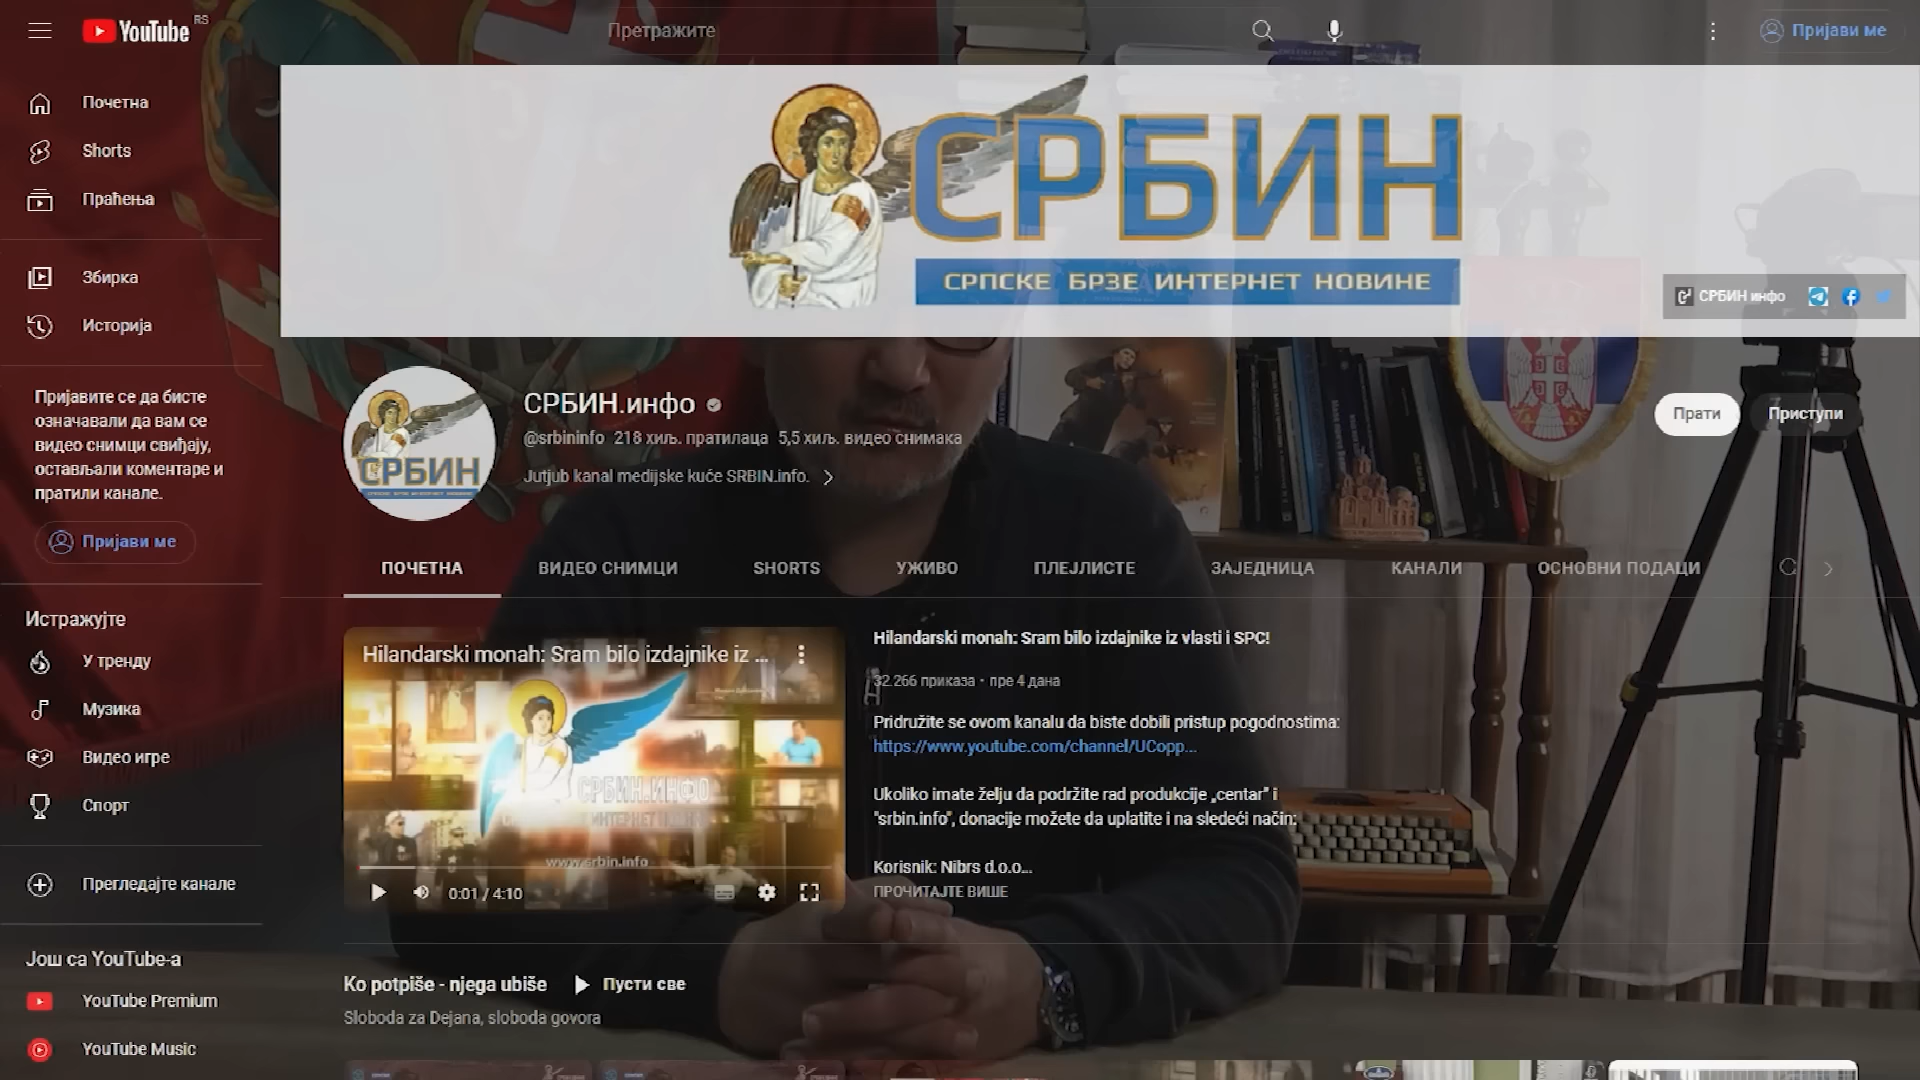 YouTube RS
Претражите
Пријави ме
Почетна
Shorts
Праћења
Збирка
Историја
Пријавите се да бисте
означавали да вам се
видео снимци свиђају,
остављали коментаре и
пратили канале.
Пријави ме
Истражујте
У тренду
Музика
Видео игре
Спорт
Прегледајте канале
Још са YouTube-а
YouTube Premium
YouTube Music
СРБИН
СРПСКЕ БРЗЕ ИНТЕРНЕТ НОВИНЕ
СРБИН инфо
СРБИН
СРБИН.инфо
@srbininfo 218 хиљ. пратилаца 5,5 хиљ. видео снимака
Jutjub kanal medijske kuće SRBIN.info.
Прати
Приступи
ПОЧЕТНА
ВИДЕО СНИМЦИ
SHORTS
УЖИВО
ПЛЕЈЛИСТЕ
ЗАЈЕДНИЦА
КАНАЛИ
ОСНОВНИ ПОДАЦИ
Hilandarski monah: Sram bilo izdajnike iz ...
СРБИН.ИНФО
www.srbin.info
0:01 / 4:10
Hilandarski monah: Sram bilo izdajnike iz vlasti i SPC!
32.266 приказа • пре 4 дана
Pridružite se ovom kanalu da biste dobili pristup pogodnostima:
https://www.youtube.com/channel/UCopp...
Ukoliko imate želju da podržite rad produkcije „centar" i
"srbin.info", donacije možete da uplatite i na sledeći način:
Korisnik: Nibrs d.o.o...
ПРОЧИТАЈТЕ ВИШЕ
Ko potpiše - njega ubiše
Пусти све
Sloboda za Dejana, sloboda govora